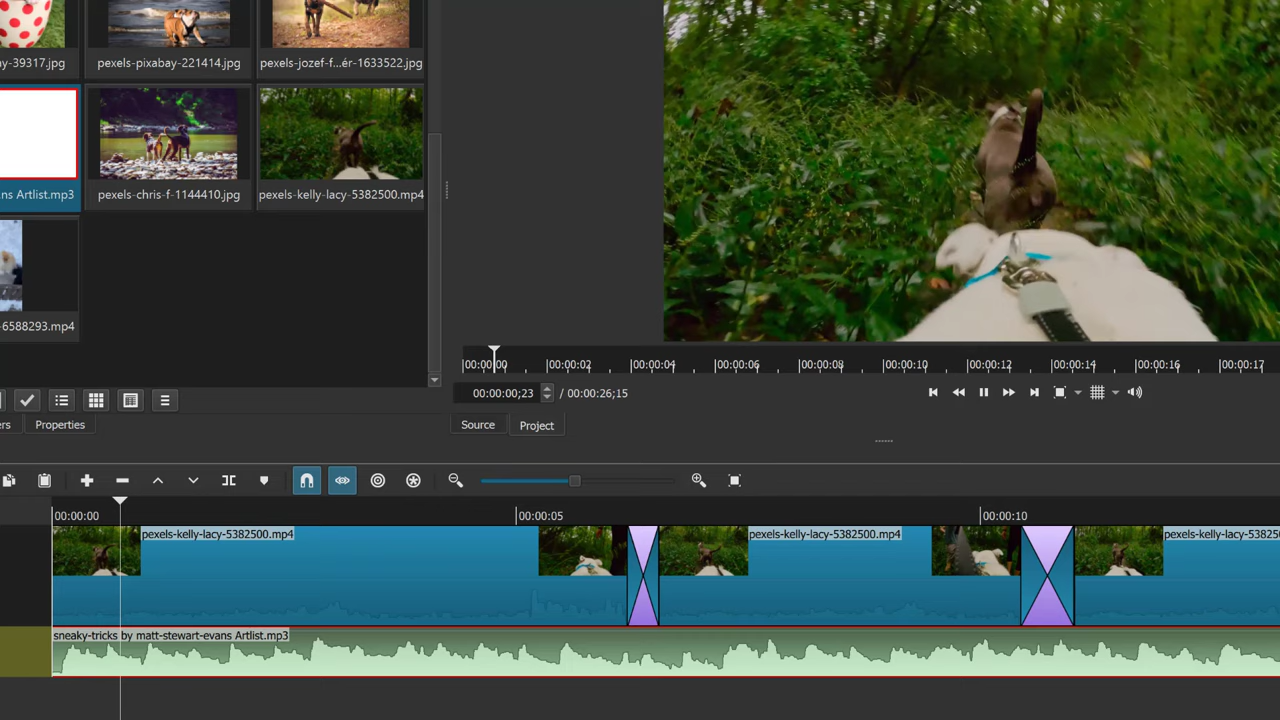 -39317.jpg
pexels-pixabay-221414.jpg
pexels-jozef-f...ér-1633522.jpg
ns Artlist.mp3
pexels-chris-f-1144410.jpg
pexels-kelly-lacy-5382500.mp4
-6588293.mp4
00:00:00
00:00:02
00:00:04
00:00:06
00:00:08
00:00:10
00:00:12
00:00:14
00:00:16
00:00:17
00:00:00;23
/ 00:00:26;15
ers
Properties
Source
Project
00:00:00
00:00:05
00:00:10
pexels-kelly-lacy-5382500.mp4
pexels-kelly-lacy-5382500.mp4
pexels-kelly-lacy-538250
sneaky-tricks by matt-stewart-evans Artlist.mp3